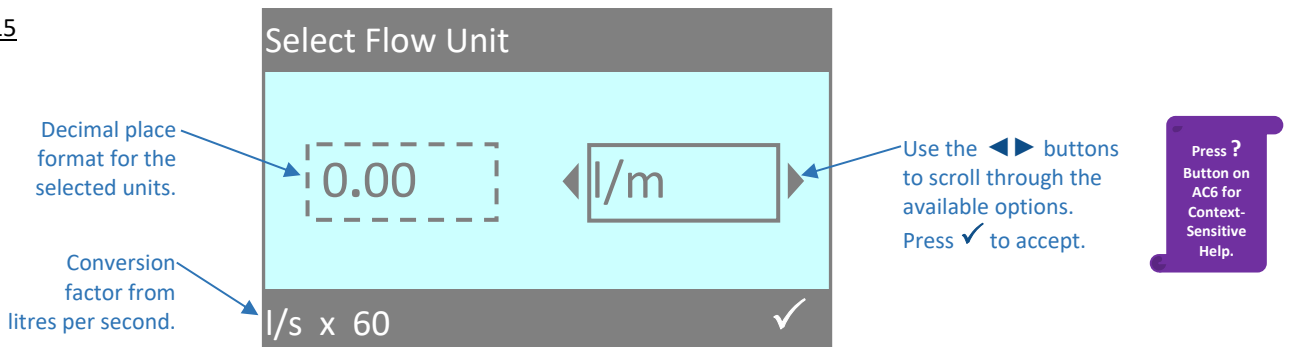 .5
Select Flow Unit
Decimal place
format for the
selected units.
0.00
◀ l/m ▶
Use the ◀▶ buttons
to scroll through the
available options.
Press ✓ to accept.
Press ?
Button on
AC6 for
Context-
Sensitive
Help.
Conversion
factor from
litres per second.
l/s x 60 ✓